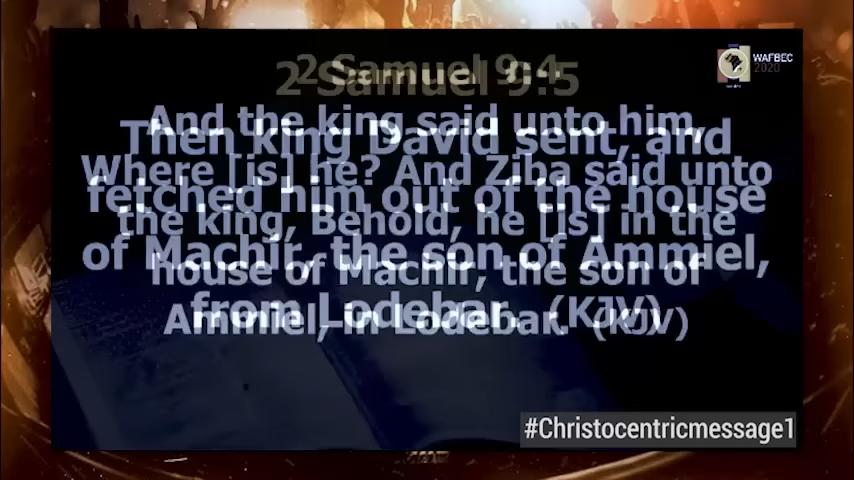 2 Samuel 9:4
And the king said unto him,
Where [is] he? And Ziba said unto
the king, Behold, he [is] in the
house of Machir, the son of
Ammiel, in Lodebar. (KJV)
2 Samuel 9:5
Then king David sent, and
fetched him out of the house
of Machir, the son of Ammiel,
from Lodebar. (KJV)
WAFBEC
2020
#Christocentricmessage1